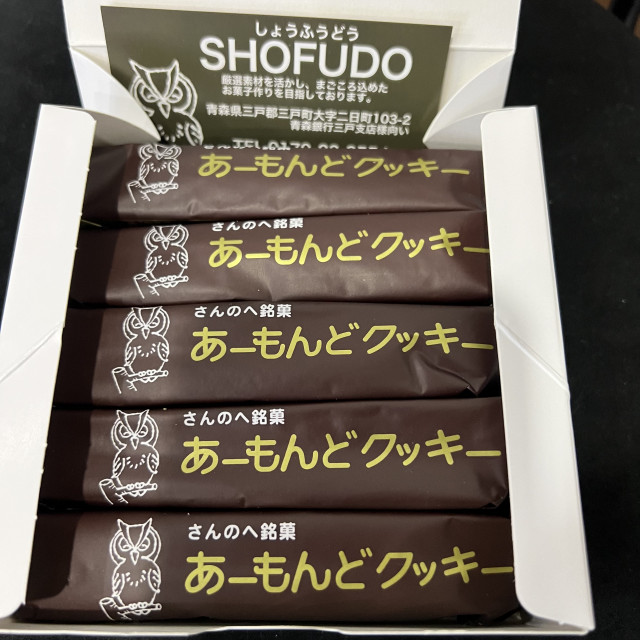 しょうふうどう
SHOFUDO
厳選素材を活かし、まごころ込めた
お菓子作りを目指しております。
青森県三戸郡三戸町大字二日町103-2
青森銀行三戸支店様向い
あーもんどクッキー
さんのへ銘菓
あーもんどクッキー
さんのへ銘菓
あーもんどクッキー
さんのへ銘菓
あーもんどクッキー
さんのへ銘菓
あーもんどクッキー